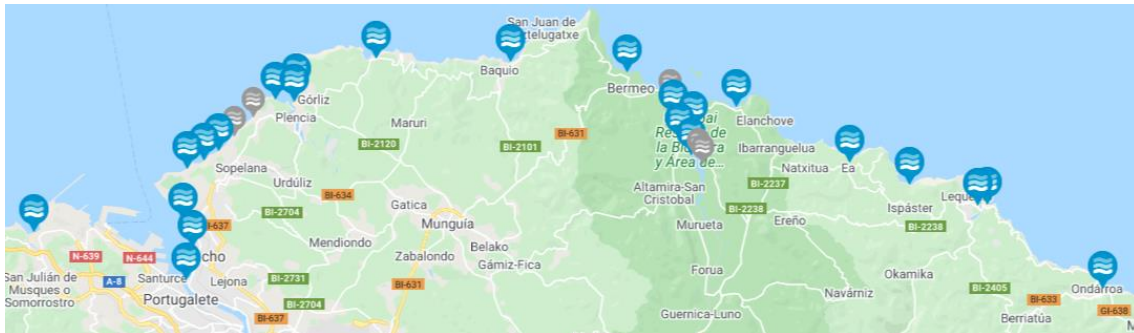 San Juan de
Baquio
Bermeo
Górliz
Plencia
Elanchove
Maruri
BI-631
Ibarranguelua
BI-2120
BI-2101
Natxitua
Ea
Sopelana
Urdúliz
Altamira-San
Cristobal
BI-2237
BI-634
Gatica
BI-2704
Munguía
BI-2238
Ereño
Ispáster
BI-637
Murueta
BI-2238
Mendiondo
Belako
N-639
N-644
Zabalondo
Gámiz-Fica
San Julián de
Musques o
Somorrostro
A-8
Santurce
Lejona
BI-2731
BI-631
Forua
Okamika
BI-2405
Ondárroa
Portugalete
BI-2704
Navárniz
BI-633
GI-638
BI-637
Guernica-Luno
Berriatúa